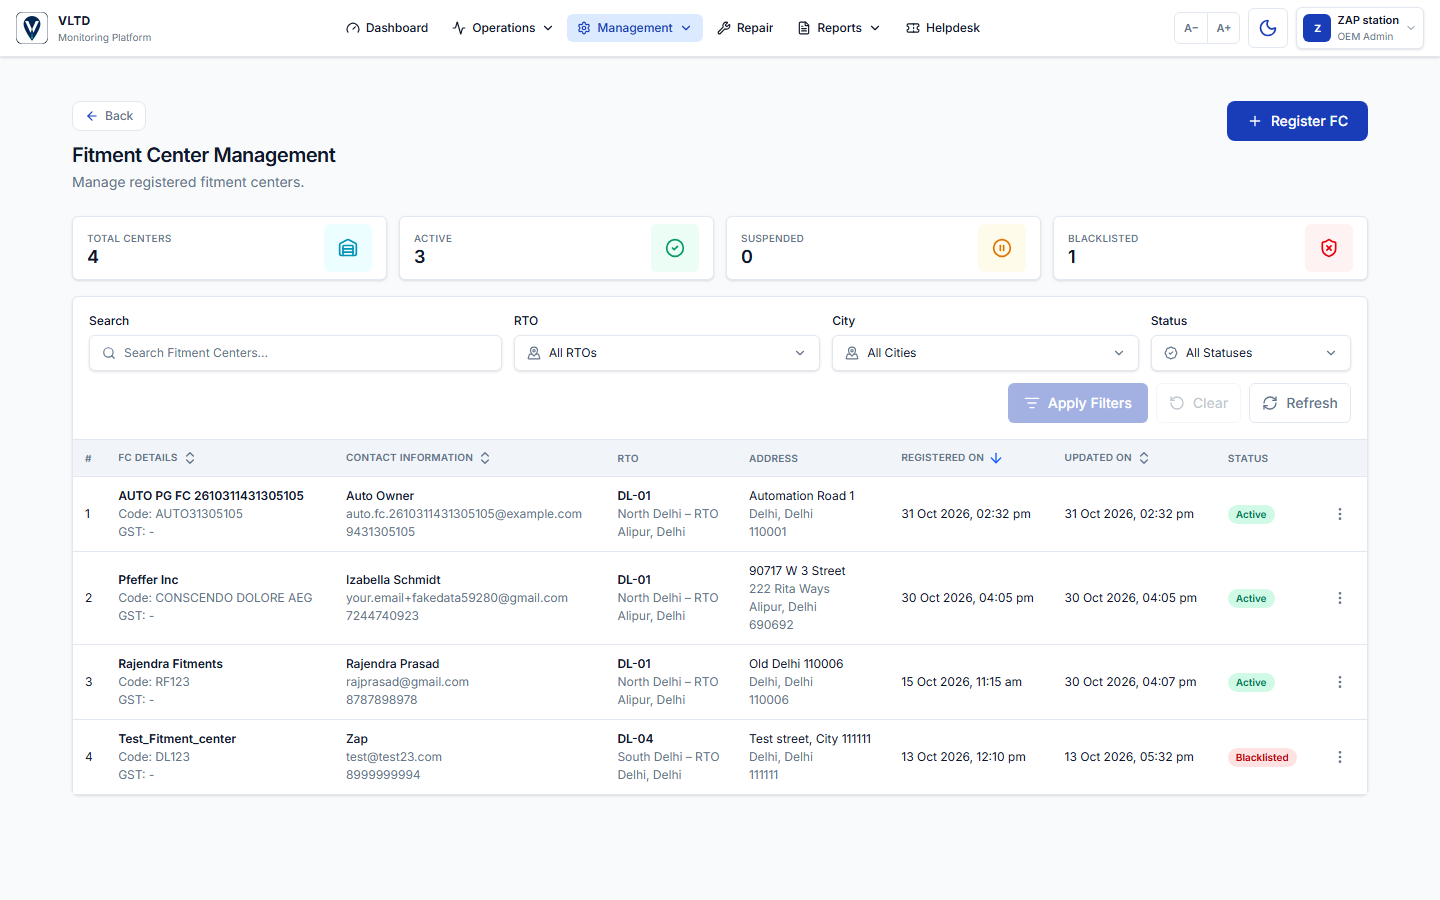 VLTD
Monitoring Platform
Dashboard
Operations
Management
Repair
Reports
Helpdesk
A−
A+
Z
ZAP station
OEM Admin
Back
Register FC
Fitment Center Management
Manage registered fitment centers.
TOTAL CENTERS
4
ACTIVE
3
SUSPENDED
0
BLACKLISTED
1
Search
RTO
City
Status
Search Fitment Centers...
All RTOs
All Cities
All Statuses
Apply Filters
Clear
Refresh
# FC DETAILS CONTACT INFORMATION RTO ADDRESS REGISTERED ON UPDATED ON STATUS
1
AUTO PG FC 2610311431305105
Code: AUTO31305105
GST: -
Auto Owner
auto.fc.2610311431305105@example.com
9431305105
DL-01
North Delhi – RTO
Alipur, Delhi
Automation Road 1
Delhi, Delhi
110001
31 Oct 2026, 02:32 pm
31 Oct 2026, 02:32 pm
Active
2
Pfeffer Inc
Code: CONSCENDO DOLORE AEG
GST: -
Izabella Schmidt
your.email+fakedata59280@gmail.com
7244740923
DL-01
North Delhi – RTO
Alipur, Delhi
90717 W 3 Street
222 Rita Ways
Alipur, Delhi
690692
30 Oct 2026, 04:05 pm
30 Oct 2026, 04:05 pm
Active
3
Rajendra Fitments
Code: RF123
GST: -
Rajendra Prasad
rajprasad@gmail.com
8787898978
DL-01
North Delhi – RTO
Alipur, Delhi
Old Delhi 110006
Delhi, Delhi
110006
15 Oct 2026, 11:15 am
30 Oct 2026, 04:07 pm
Active
4
Test_Fitment_center
Code: DL123
GST: -
Zap
test@test23.com
8999999994
DL-04
South Delhi – RTO
Delhi, Delhi
Test street, City 111111
Delhi, Delhi
111111
13 Oct 2026, 12:10 pm
13 Oct 2026, 05:32 pm
Blacklisted